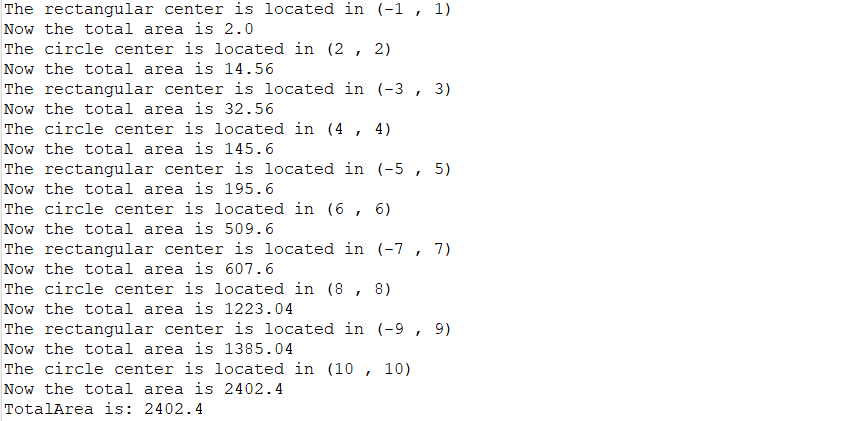 The rectangular center is located in (-1 , 1)
Now the total area is 2.0
The circle center is located in (2 , 2)
Now the total area is 14.56
The rectangular center is located in (-3 , 3)
Now the total area is 32.56
The circle center is located in (4 , 4)
Now the total area is 145.6
The rectangular center is located in (-5 , 5)
Now the total area is 195.6
The circle center is located in (6 , 6)
Now the total area is 509.6
The rectangular center is located in (-7 , 7)
Now the total area is 607.6
The circle center is located in (8 , 8)
Now the total area is 1223.04
The rectangular center is located in (-9 , 9)
Now the total area is 1385.04
The circle center is located in (10 , 10)
Now the total area is 2402.4
TotalArea is: 2402.4